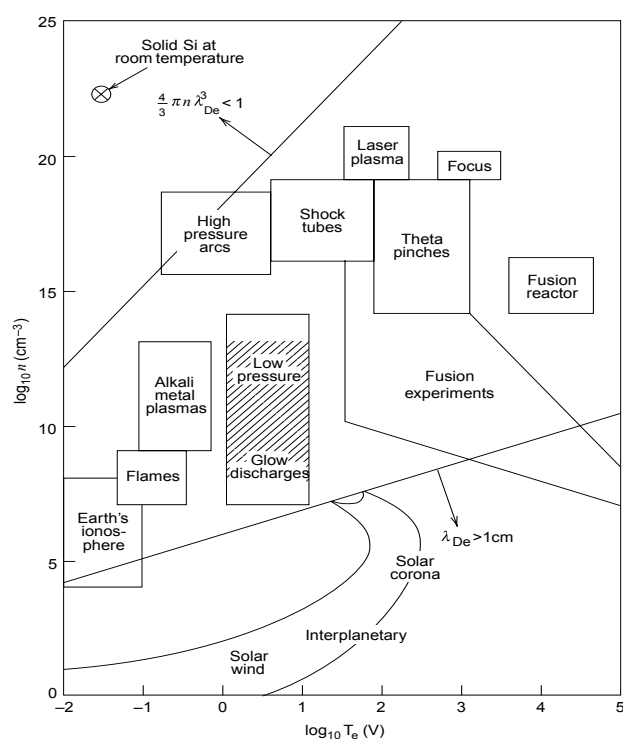 25
Solid Si at
room temperature
4/3 π n λ³De < 1
20
Laser
plasma
Focus
High
pressure
arcs
Shock
tubes
Theta
pinches
Fusion
reactor
15
log10 n (cm–3)
Low
pressure
Alkali
metal
plasmas
Fusion
experiments
10
Glow
discharges
Flames
Earth's
ionos-
phere
λDe > 1cm
5
Solar
corona
Interplanetary
Solar
wind
0
–2 –1 0 1 2 3 4 5
log10 Te (V)